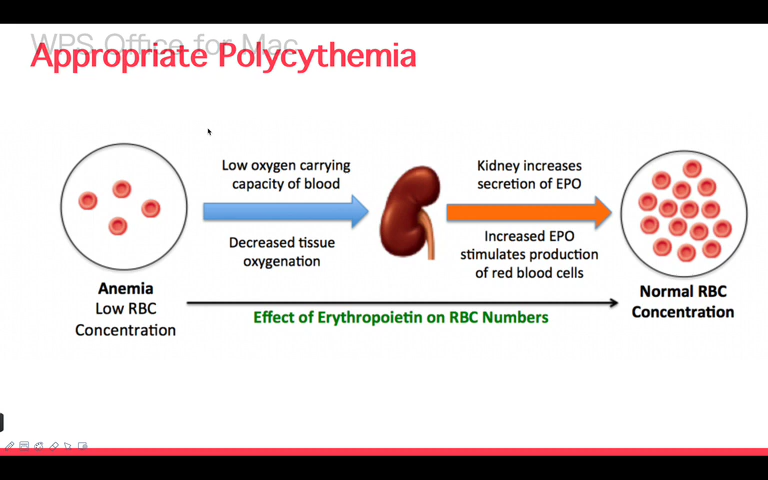 WPS Office for Mac
Appropriate Polycythemia
Low oxygen carrying
capacity of blood
Decreased tissue
oxygenation
Kidney increases
secretion of EPO
Increased EPO
stimulates production
of red blood cells
Anemia
Low RBC
Concentration
Normal RBC
Concentration
Effect of Erythropoietin on RBC Numbers